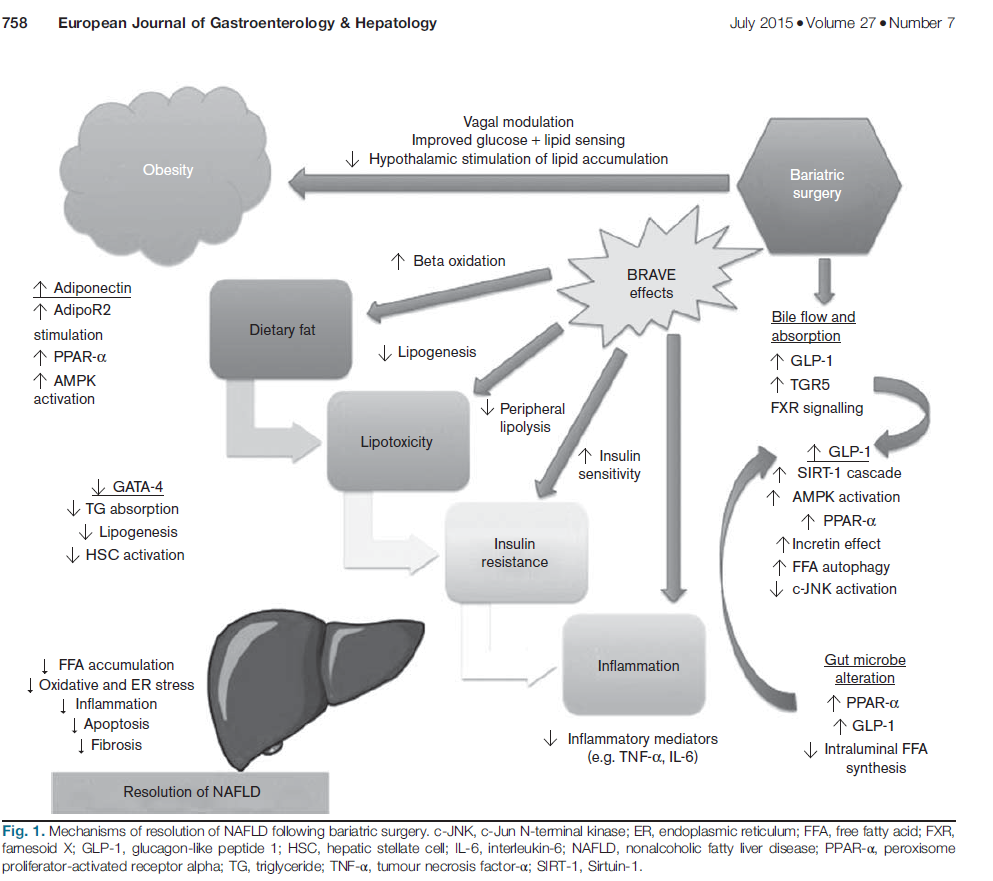 758 European Journal of Gastroenterology & Hepatology
July 2015 • Volume 27 • Number 7
Vagal modulation
Improved glucose + lipid sensing
↓ Hypothalamic stimulation of lipid accumulation
Obesity
Bariatric
surgery
BRAVE
effects
↑ Beta oxidation
↑ Adiponectin
↑ AdipoR2
stimulation
↑ PPAR-α
↑ AMPK
activation
Dietary fat
↓ Lipogenesis
Bile flow and
absorption
↑ GLP-1
↑ TGR5
FXR signalling
Lipotoxicity
↓ Peripheral
lipolysis
↑ Insulin
sensitivity
↑ GLP-1
↑ SIRT-1 cascade
↑ AMPK activation
↑ PPAR-α
↑ Incretin effect
↑ FFA autophagy
↓ c-JNK activation
↓ GATA-4
↓ TG absorption
↓ Lipogenesis
↓ HSC activation
Insulin
resistance
Inflammation
Gut microbe
alteration
↑ PPAR-α
↑ GLP-1
↓ Intraluminal FFA
synthesis
↓ FFA accumulation
↓ Oxidative and ER stress
↓ Inflammation
↓ Apoptosis
↓ Fibrosis
↓ Inflammatory mediators
(e.g. TNF-α, IL-6)
Resolution of NAFLD
Fig. 1. Mechanisms of resolution of NAFLD following bariatric surgery. c-JNK, c-Jun N-terminal kinase; ER, endoplasmic reticulum; FFA, free fatty acid; FXR,
farnesoid X; GLP-1, glucagon-like peptide 1; HSC, hepatic stellate cell; IL-6, interleukin-6; NAFLD, nonalcoholic fatty liver disease; PPAR-α, peroxisome
proliferator-activated receptor alpha; TG, triglyceride; TNF-α, tumour necrosis factor-α; SIRT-1, Sirtuin-1.